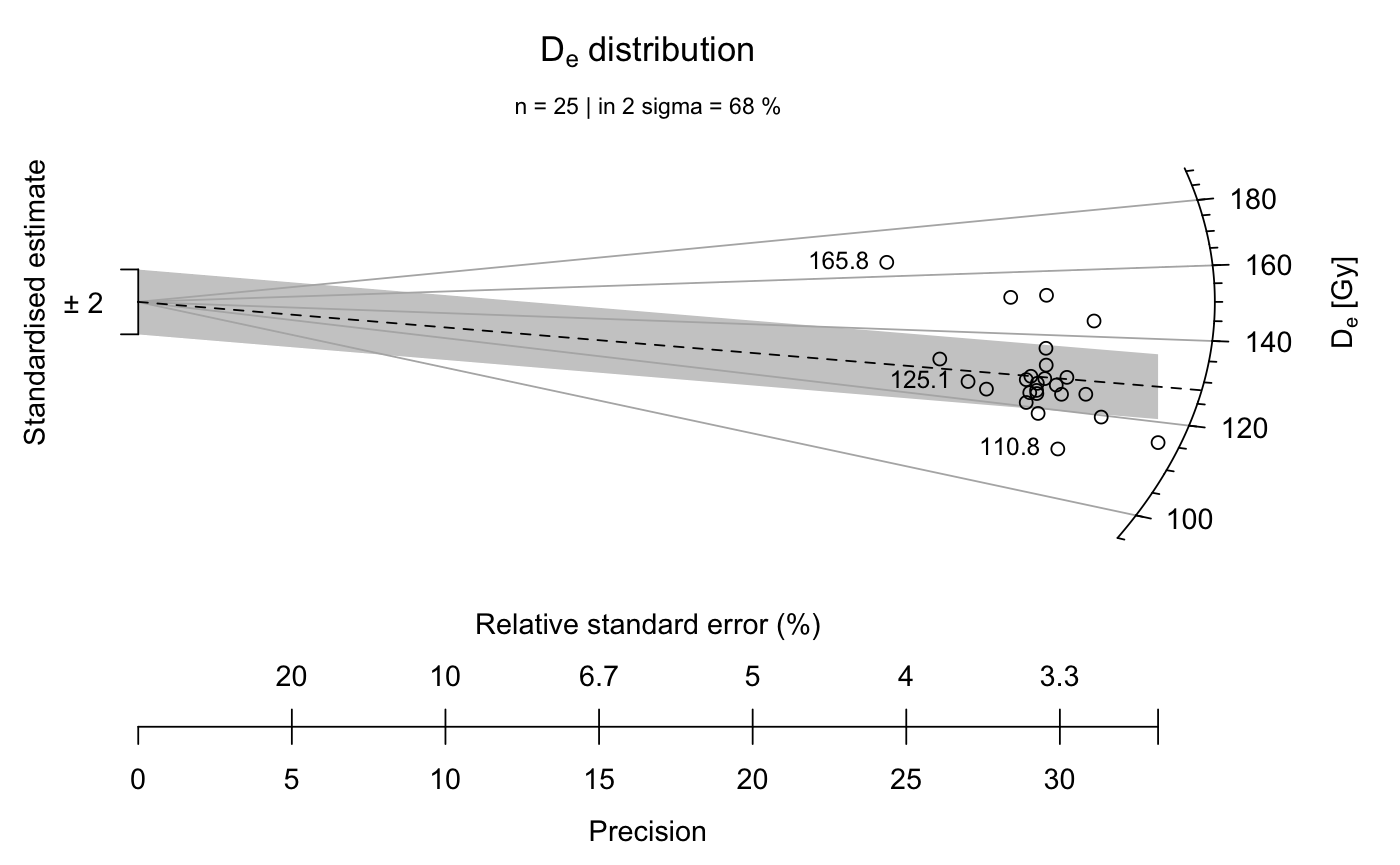 De distribution
n = 25 | in 2 sigma = 68 %
Standardised estimate
± 2
165.8
125.1
110.8
180
160
140
120
100
De [Gy]
Relative standard error (%)
20 10 6.7 5 4 3.3
0 5 10 15 20 25 30
Precision